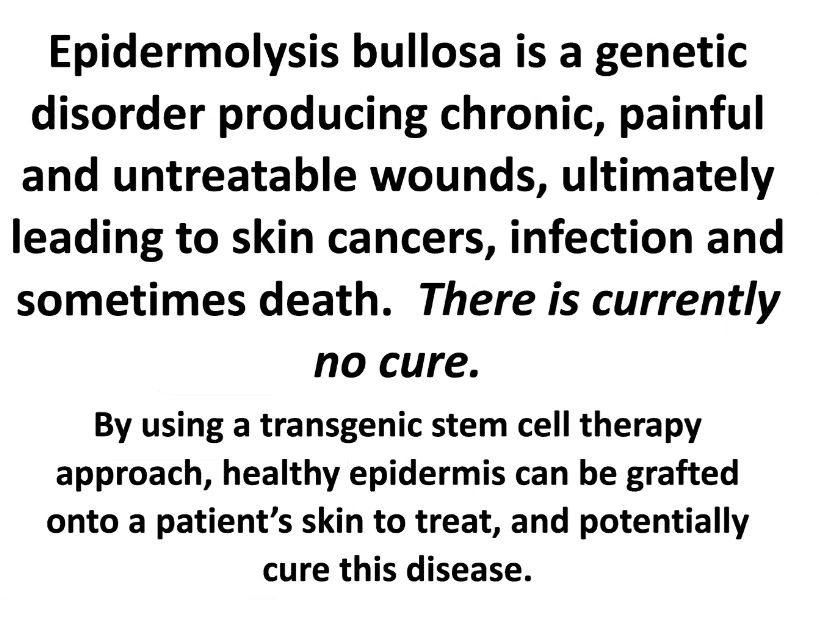 Epidermolysis bullosa is a genetic
disorder producing chronic, painful
and untreatable wounds, ultimately
leading to skin cancers, infection and
sometimes death.  There is currently
no cure.
By using a transgenic stem cell therapy
approach, healthy epidermis can be grafted
onto a patient’s skin to treat, and potentially
cure this disease.